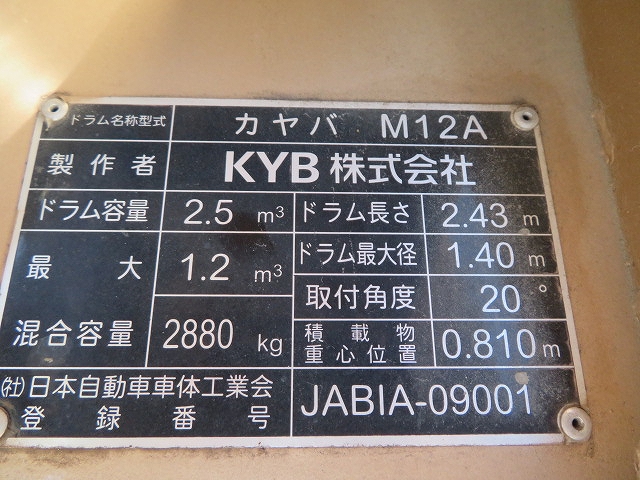 ドラム名称型式 カヤバ M12A
製作者 KYB 株式会社
ドラム容量 2.5 m³ ドラム長さ 2.43 m
最大 1.2 m³ ドラム最大径 1.40 m
取付角度 20°
混合容量 2880 kg 積載物重心位置 0.810 m
(社)日本自動車車体工業会
登録番号 JABIA-09001